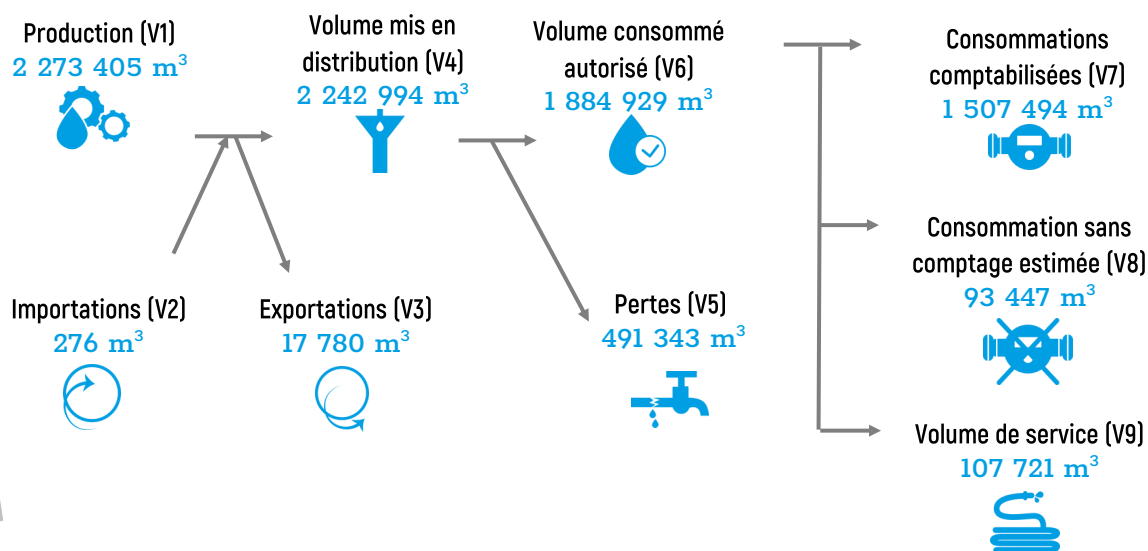 Production (V1)
2 273 405 m³
Volume mis en
distribution (V4)
2 242 994 m³
Volume consommé
autorisé (V6)
1 884 929 m³
Consommations
comptabilisées (V7)
1 507 494 m³
Consommation sans
comptage estimée (V8)
93 447 m³
Importations (V2)
276 m³
Exportations (V3)
17 780 m³
Pertes (V5)
491 343 m³
Volume de service (V9)
107 721 m³